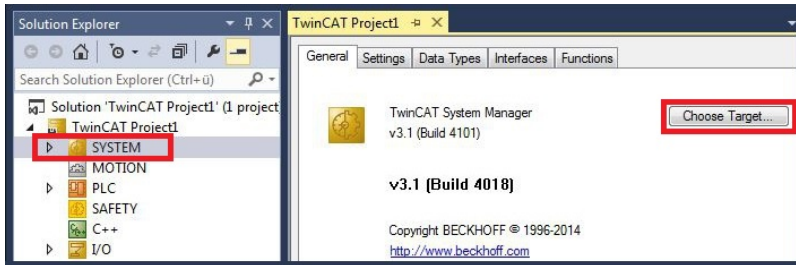 Solution Explorer
Search Solution Explorer (Ctrl+ü)
Solution 'TwinCAT Project1' (1 project
TwinCAT Project1
SYSTEM
MOTION
PLC
SAFETY
C++
I/O
TwinCAT Project1
General Settings Data Types Interfaces Functions
TwinCAT System Manager
v3.1 (Build 4101)
Choose Target...
v3.1 (Build 4018)
Copyright BECKHOFF © 1996-2014
http://www.beckhoff.com